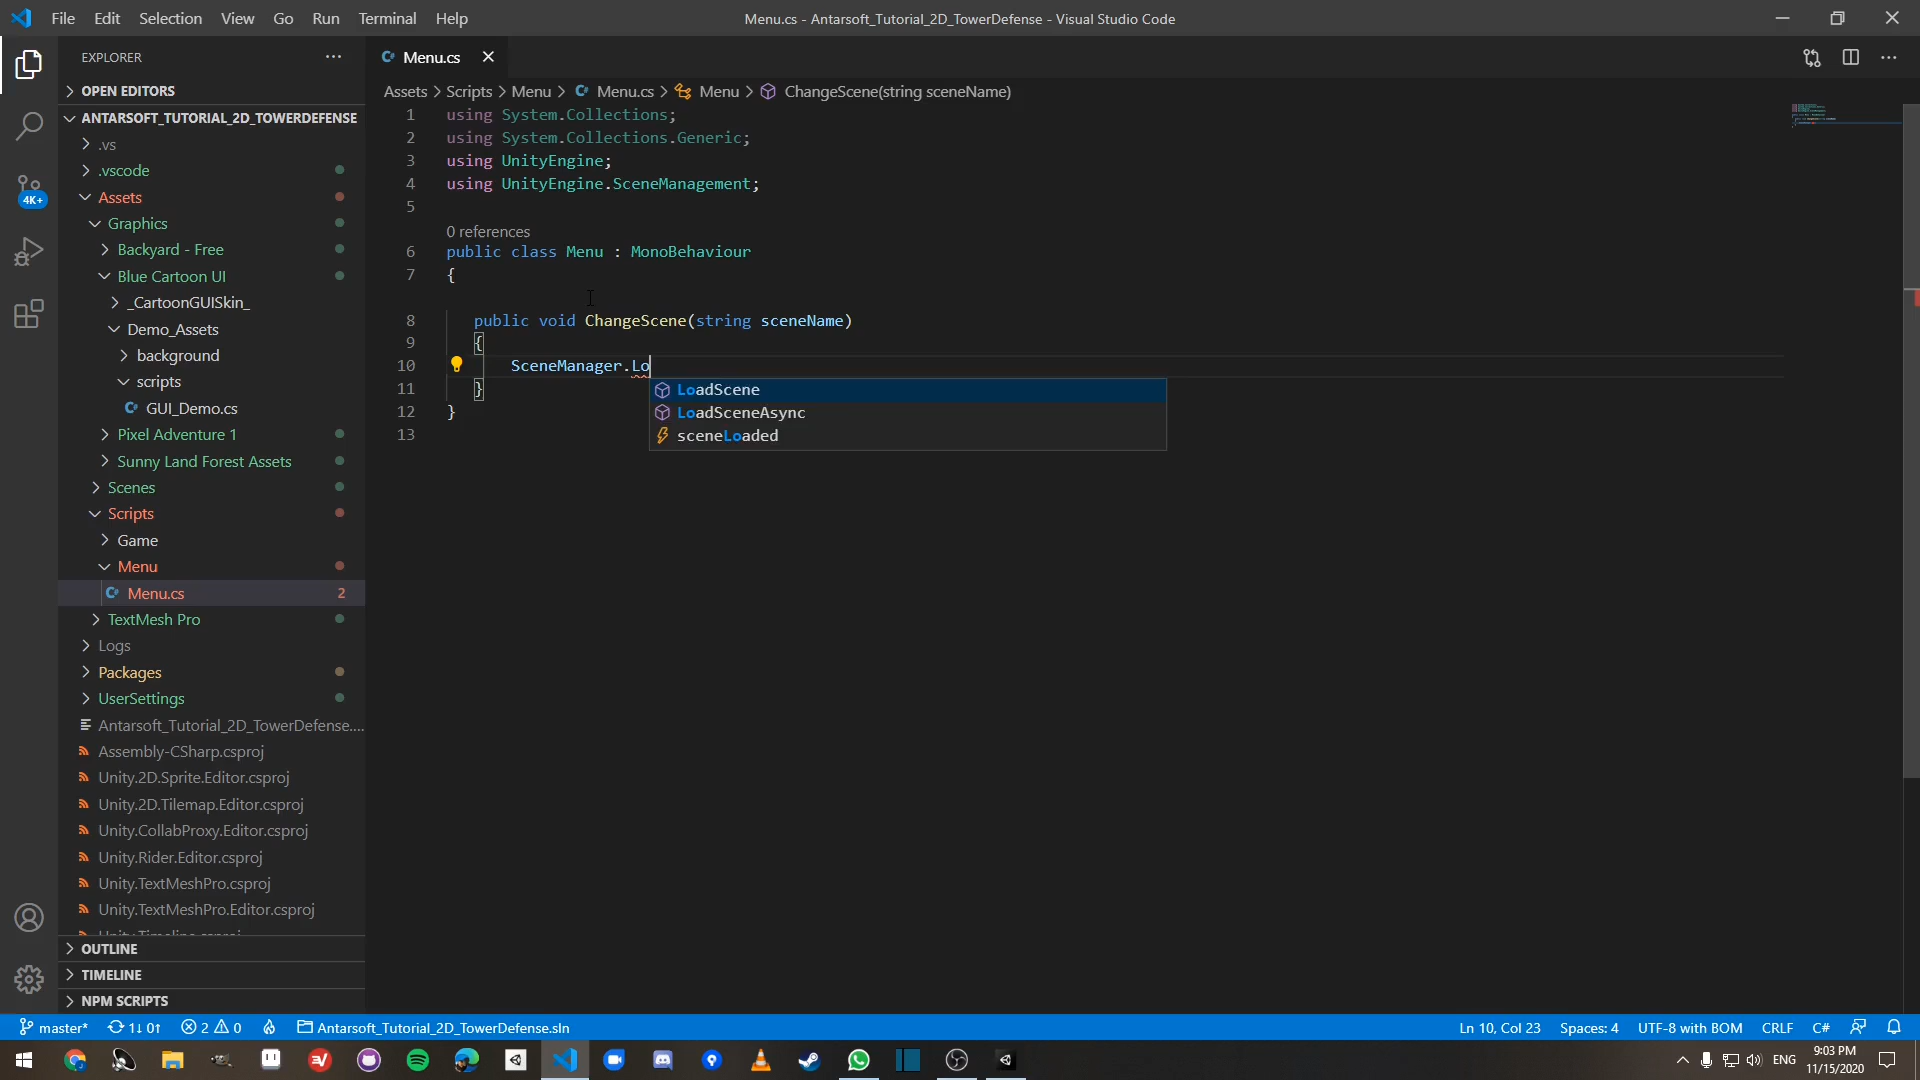 File Edit Selection View Go Run Terminal Help
Menu.cs - Antarsoft_Tutorial_2D_TowerDefense - Visual Studio Code
EXPLORER
OPEN EDITORS
ANTARSOFT_TUTORIAL_2D_TOWERDEFENSE
.vs
.vscode
Assets
Graphics
Backyard - Free
Blue Cartoon UI
_CartoonGUISkin_
Demo_Assets
background
scripts
GUI_Demo.cs
Pixel Adventure 1
Sunny Land Forest Assets
Scenes
Scripts
Game
Menu
Menu.cs 2
TextMesh Pro
Logs
Packages
UserSettings
Antarsoft_Tutorial_2D_TowerDefense....
Assembly-CSharp.csproj
Unity.2D.Sprite.Editor.csproj
Unity.2D.Tilemap.Editor.csproj
Unity.CollabProxy.Editor.csproj
Unity.Rider.Editor.csproj
Unity.TextMeshPro.csproj
Unity.TextMeshPro.Editor.csproj
OUTLINE
TIMELINE
NPM SCRIPTS
4K+
Menu.cs
Assets > Scripts > Menu > Menu.cs > Menu > ChangeScene(string sceneName)
1 using System.Collections;
2 using System.Collections.Generic;
3 using UnityEngine;
4 using UnityEngine.SceneManagement;
5
0 references
6 public class Menu : MonoBehaviour
7 {
8 public void ChangeScene(string sceneName)
9 {
10 SceneManager.Lo
11 }
12 }
13
LoadScene
LoadSceneAsync
sceneLoaded
master* 1↓ 0↑ 2 0 Antarsoft_Tutorial_2D_TowerDefense.sln
Ln 10, Col 23 Spaces: 4 UTF-8 with BOM CRLF C#
ENG
9:03 PM
11/15/2020